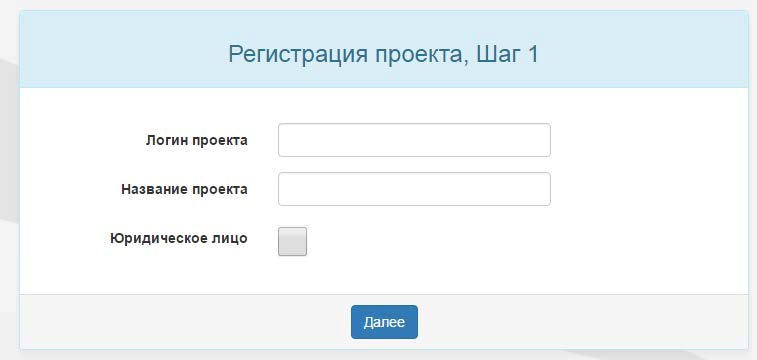 Регистрация проекта, Шаг 1
Логин проекта
Название проекта
Юридическое лицо
Далее